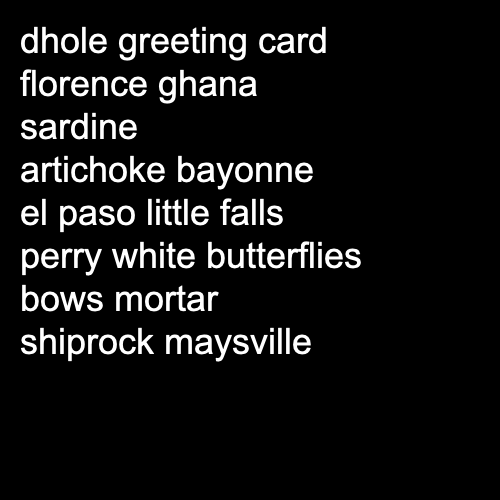 dhole greeting card
florence ghana
sardine
artichoke bayonne
el paso little falls
perry white butterflies
bows mortar
shiprock maysville